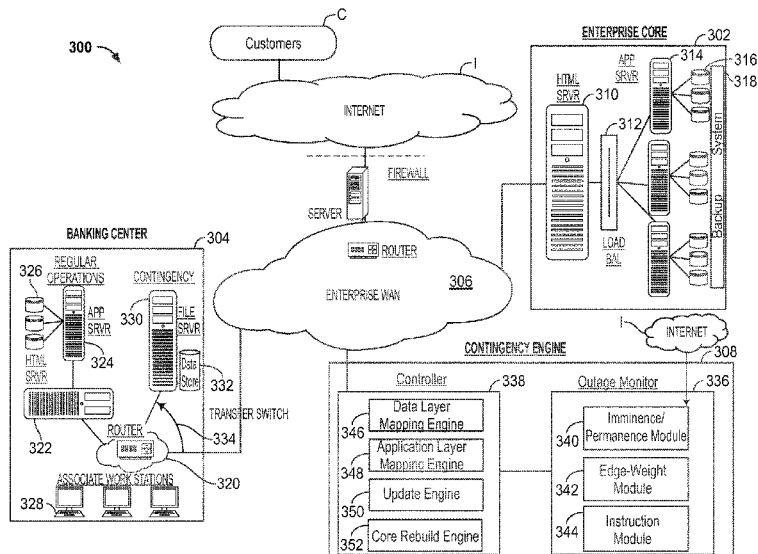 300
C
Customers
I
INTERNET
FIREWALL
SERVER
ROUTER
ENTERPRISE WAN
306
ENTERPRISE CORE
302
HTML
SRVR
310
312
LOAD
BAL
APP
SRVR
314
316
318
Backup System
BANKING CENTER
304
REGULAR
OPERATIONS
326
APP
SRVR
324
HTML
SRVR
322
CONTINGENCY
330
FILE
SRVR
Data
Store
332
TRANSFER SWITCH
334
ROUTER
320
ASSOCIATE WORK STATIONS
328
I
INTERNET
CONTINGENCY ENGINE
308
Controller
338
346
Data Layer
Mapping Engine
348
Application Layer
Mapping Engine
350
Update Engine
352
Core Rebuild Engine
Outage Monitor
336
340
Imminence/
Permanence Module
342
Edge-Weight
Module
344
Instruction
Module